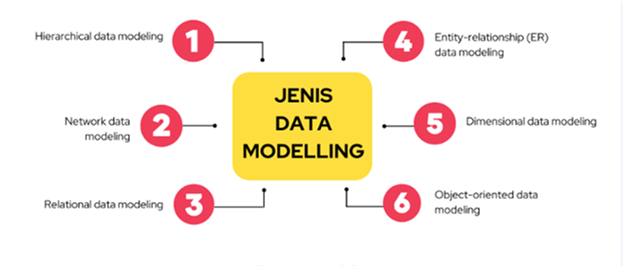 Hierarchical data modeling
1
Network data
modeling
2
Relational data modeling
3
JENIS
DATA
MODELLING
4
Entity-relationship (ER)
data modeling
5
Dimensional data modeling
6
Object-oriented data
modeling